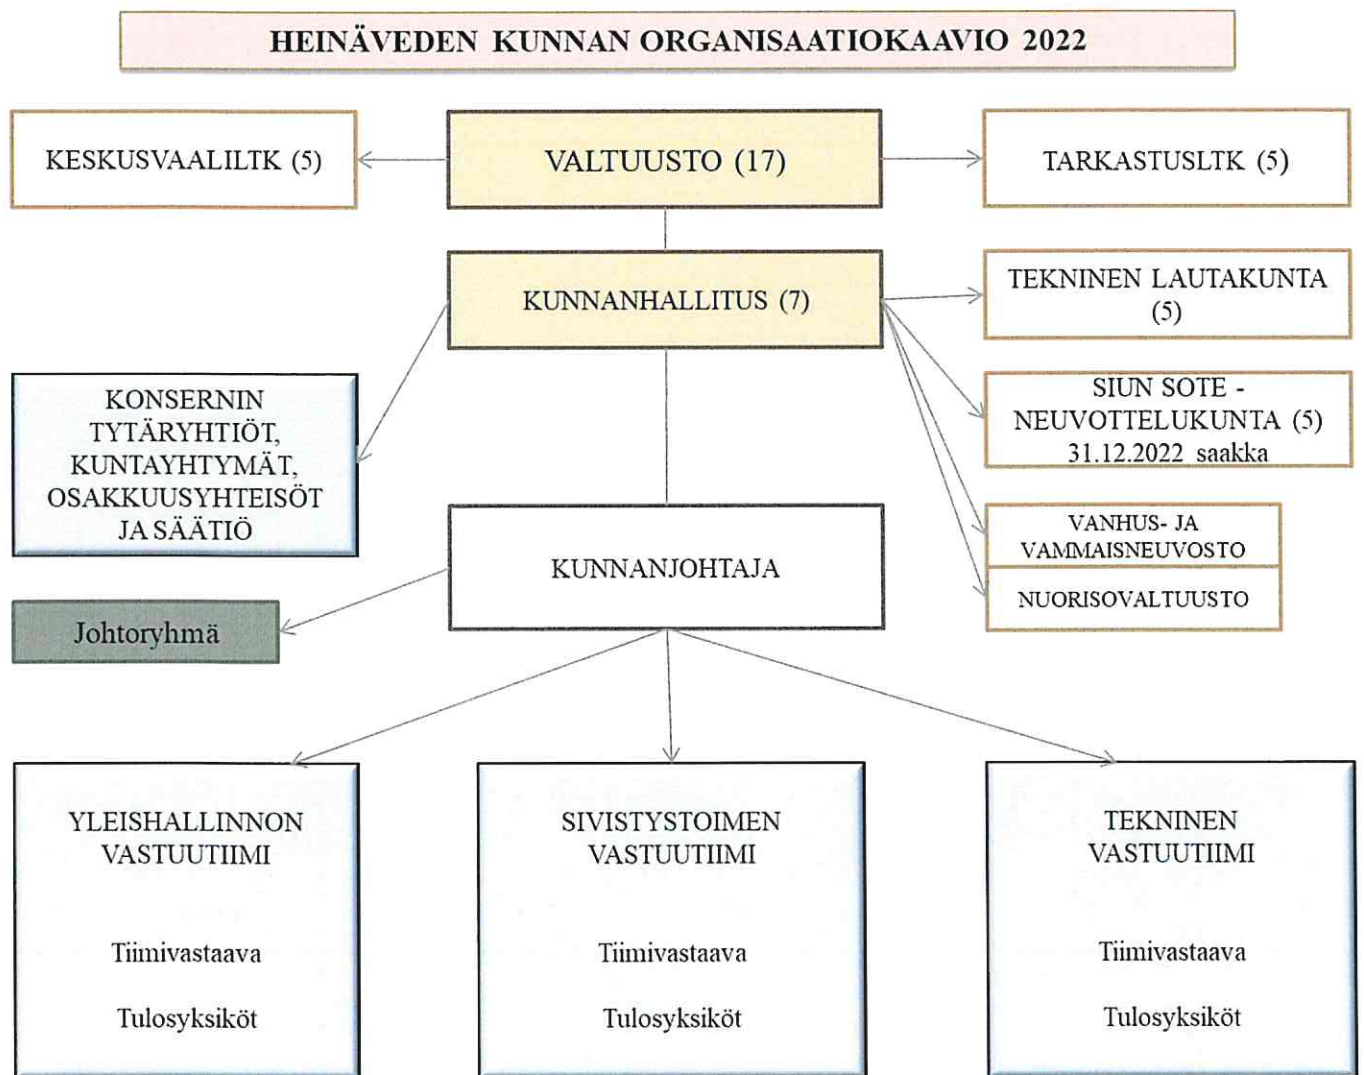 HEINÄVEDEN KUNNAN ORGANISAATIOKAAVIO 2022
KESKUSVAALILTK (5)
VALTUUSTO (17)
TARKASTUSLTK (5)
KUNNANHALLITUS (7)
TEKNINEN LAUTAKUNTA
(5)
SIUN SOTE -
NEUVOTTELUKUNTA (5)
31.12.2022 saakka
KONSERNIN
TYTÄRYHTIÖT,
KUNTAYHTYMÄT,
OSAKKUUSYHTEISÖT
JA SÄÄTIÖ
VANHUS- JA
VAMMAISNEUVOSTO
NUORISOVALTUUSTO
KUNNANJOHTAJA
Johtoryhmä
YLEISHALLINNON
VASTUUTIIMI
Tiimivastaava
Tulosyksiköt
SIVISTYSTOIMEN
VASTUUTIIMI
Tiimivastaava
Tulosyksiköt
TEKNINEN
VASTUUTIIMI
Tiimivastaava
Tulosyksiköt